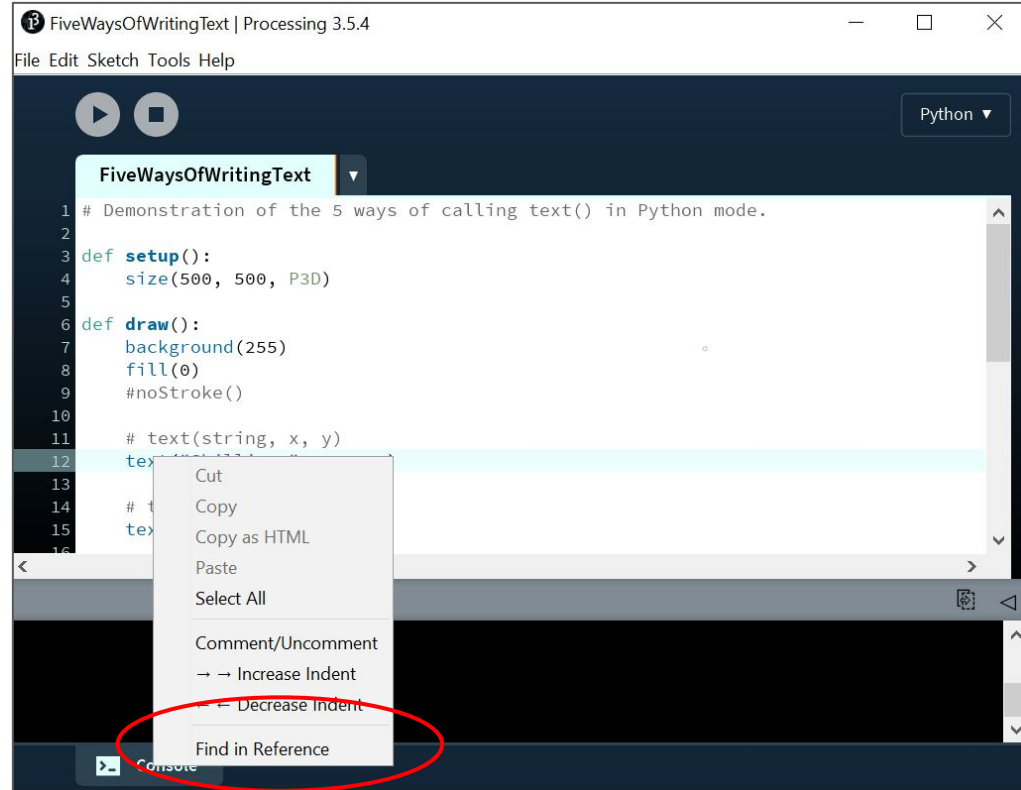 FiveWaysOfWritingText | Processing 3.5.4
File Edit Sketch Tools Help
Python ▼
FiveWaysOfWritingText ▼
1 # Demonstration of the 5 ways of calling text() in Python mode.
2
3 def setup():
4     size(500, 500, P3D)
5
6 def draw():
7     background(255)
8     fill(0)
9     #noStroke()
10
11     # text(string, x, y)
12     tex
13
14     # t
15     tex
16
Cut
Copy
Copy as HTML
Paste
Select All
Comment/Uncomment
→ → Increase Indent
← ← Decrease Indent
Find in Reference
>_ Console